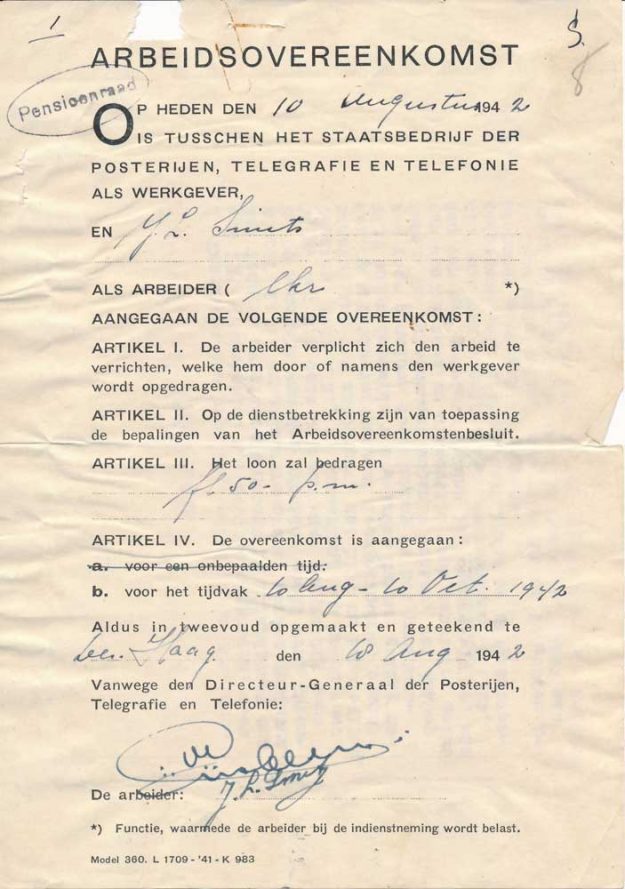 1
S.
8
ARBEIDSOVEREENKOMST
Pensioenraad
OP HEDEN DEN 10 Augustus 1942
IS TUSSCHEN HET STAATSBEDRIJF DER
POSTERIJEN, TELEGRAFIE EN TELEFONIE
ALS WERKGEVER,
EN J. L. Smits
ALS ARBEIDER ( *)
AANGEGAAN DE VOLGENDE OVEREENKOMST :
ARTIKEL I. De arbeider verplicht zich den arbeid te
verrichten, welke hem door of namens den werkgever
wordt opgedragen.
ARTIKEL II. Op de dienstbetrekking zijn van toepassing
de bepalingen van het Arbeidsovereenkomstenbesluit.
ARTIKEL III. Het loon zal bedragen
fl. 50- p.m.
ARTIKEL IV. De overeenkomst is aangegaan :
a. voor een onbepaalden tijd.
b. voor het tijdvak 10 Aug - 10 Oct. 1942
Aldus in tweevoud opgemaakt en geteekend te
den Haag den 10 Aug 1942
Vanwege den Directeur-Generaal der Posterijen,
Telegrafie en Telefonie:
De arbeider: J. L. Smits
*) Functie, waarmede de arbeider bij de indienstneming wordt belast.
Model 360. L 1709 - '41 - K 983